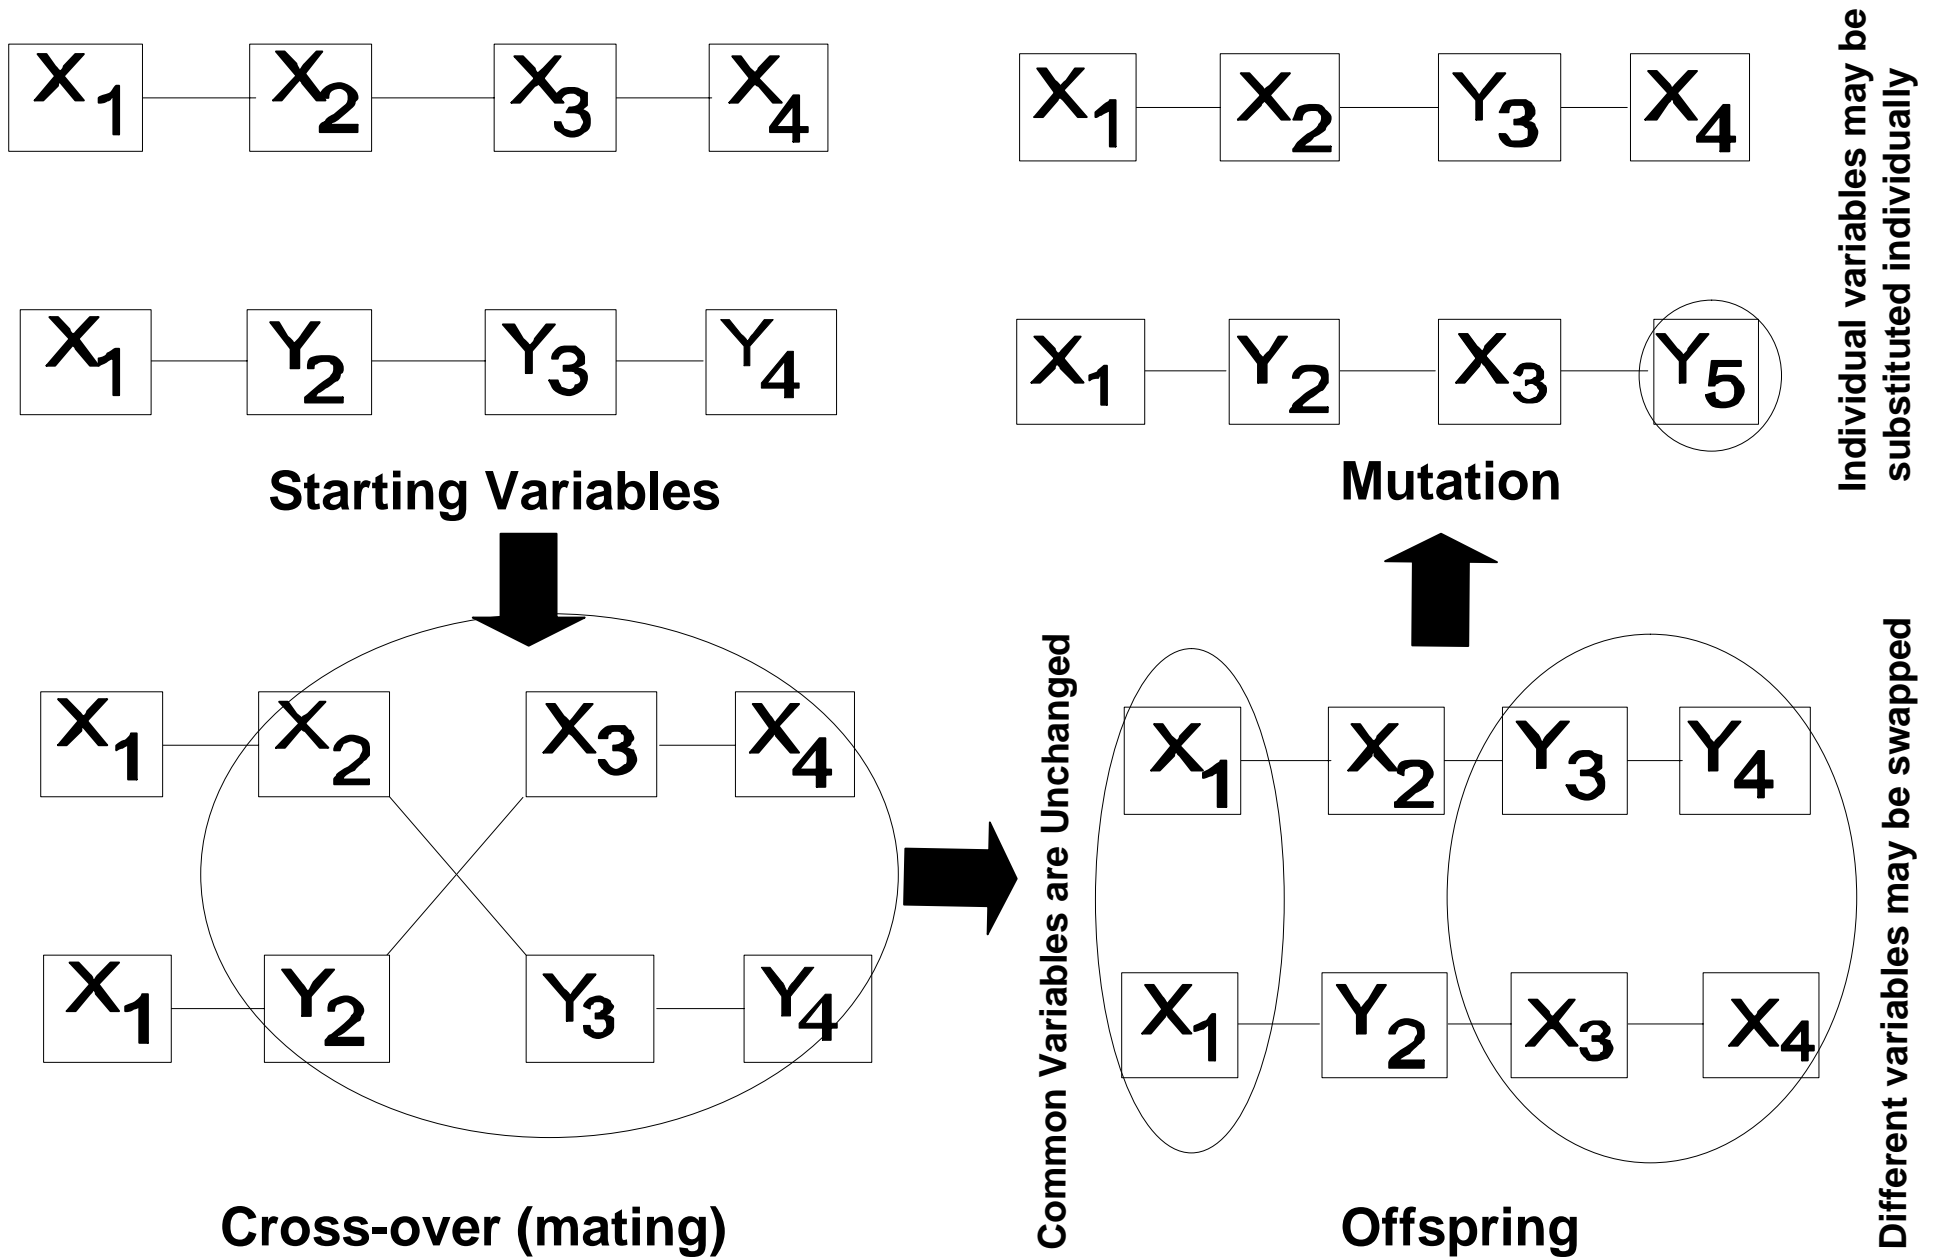 X1 X2 X3 X4
X1 Y2 Y3 Y4
Starting Variables
X1 X2 Y3 X4
X1 Y2 X3 Y5
Mutation
Individual variables may be
substituted individually
X1 X2 X3 X4
X1 Y2 Y3 Y4
Cross-over (mating)
Common Variables are Unchanged
X1 X2 Y3 Y4
X1 Y2 X3 X4
Offspring
Different variables may be swapped